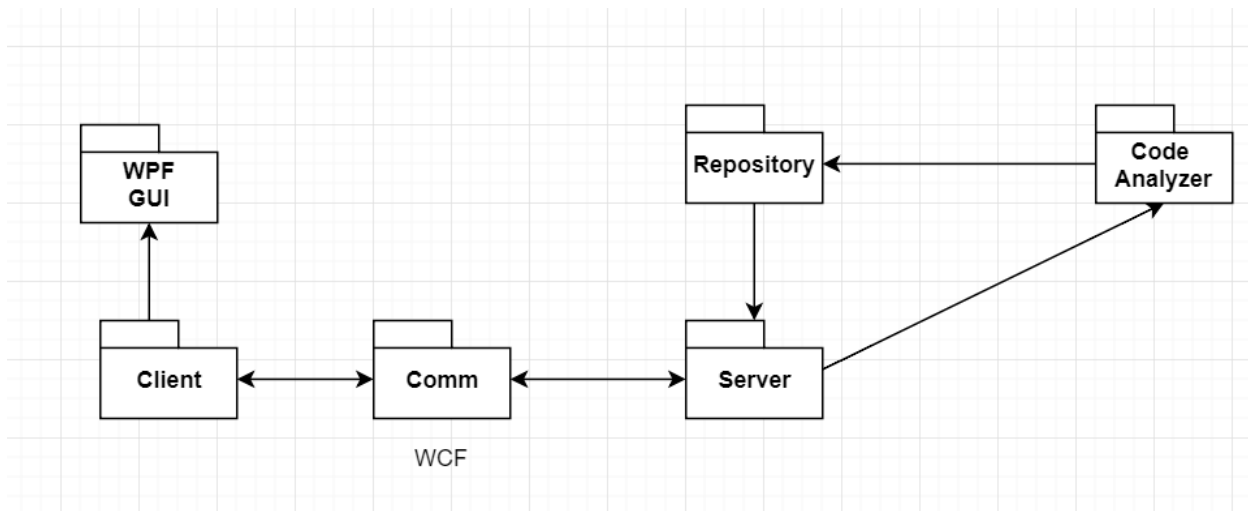 WPF
GUI
Repository
Code
Analyzer
Client
Comm
Server
WCF